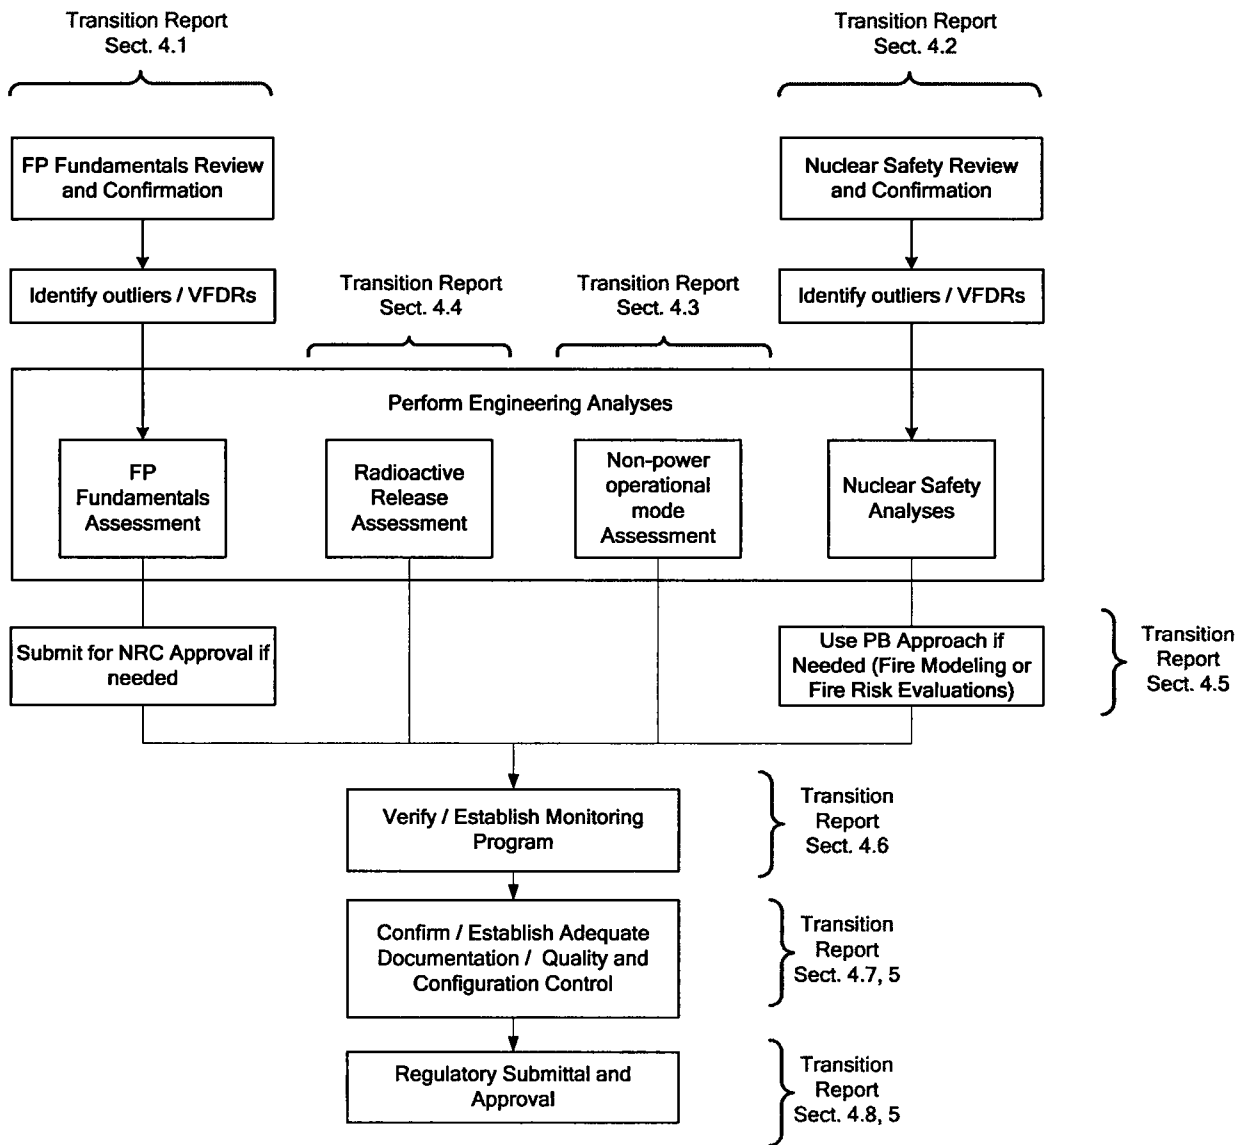 Transition Report
Sect. 4.1
Transition Report
Sect. 4.2
FP Fundamentals Review
and Confirmation
Nuclear Safety Review
and Confirmation
Identify outliers / VFDRs
Transition Report
Sect. 4.4
Transition Report
Sect. 4.3
Identify outliers / VFDRs
Perform Engineering Analyses
FP
Fundamentals
Assessment
Radioactive
Release
Assessment
Non-power
operational
mode
Assessment
Nuclear Safety
Analyses
Submit for NRC Approval if
needed
Use PB Approach if
Needed (Fire Modeling or
Fire Risk Evaluations)
Transition
Report
Sect. 4.5
Verify / Establish Monitoring
Program
Transition
Report
Sect. 4.6
Confirm / Establish Adequate
Documentation / Quality and
Configuration Control
Transition
Report
Sect. 4.7, 5
Regulatory Submittal and
Approval
Transition
Report
Sect. 4.8, 5